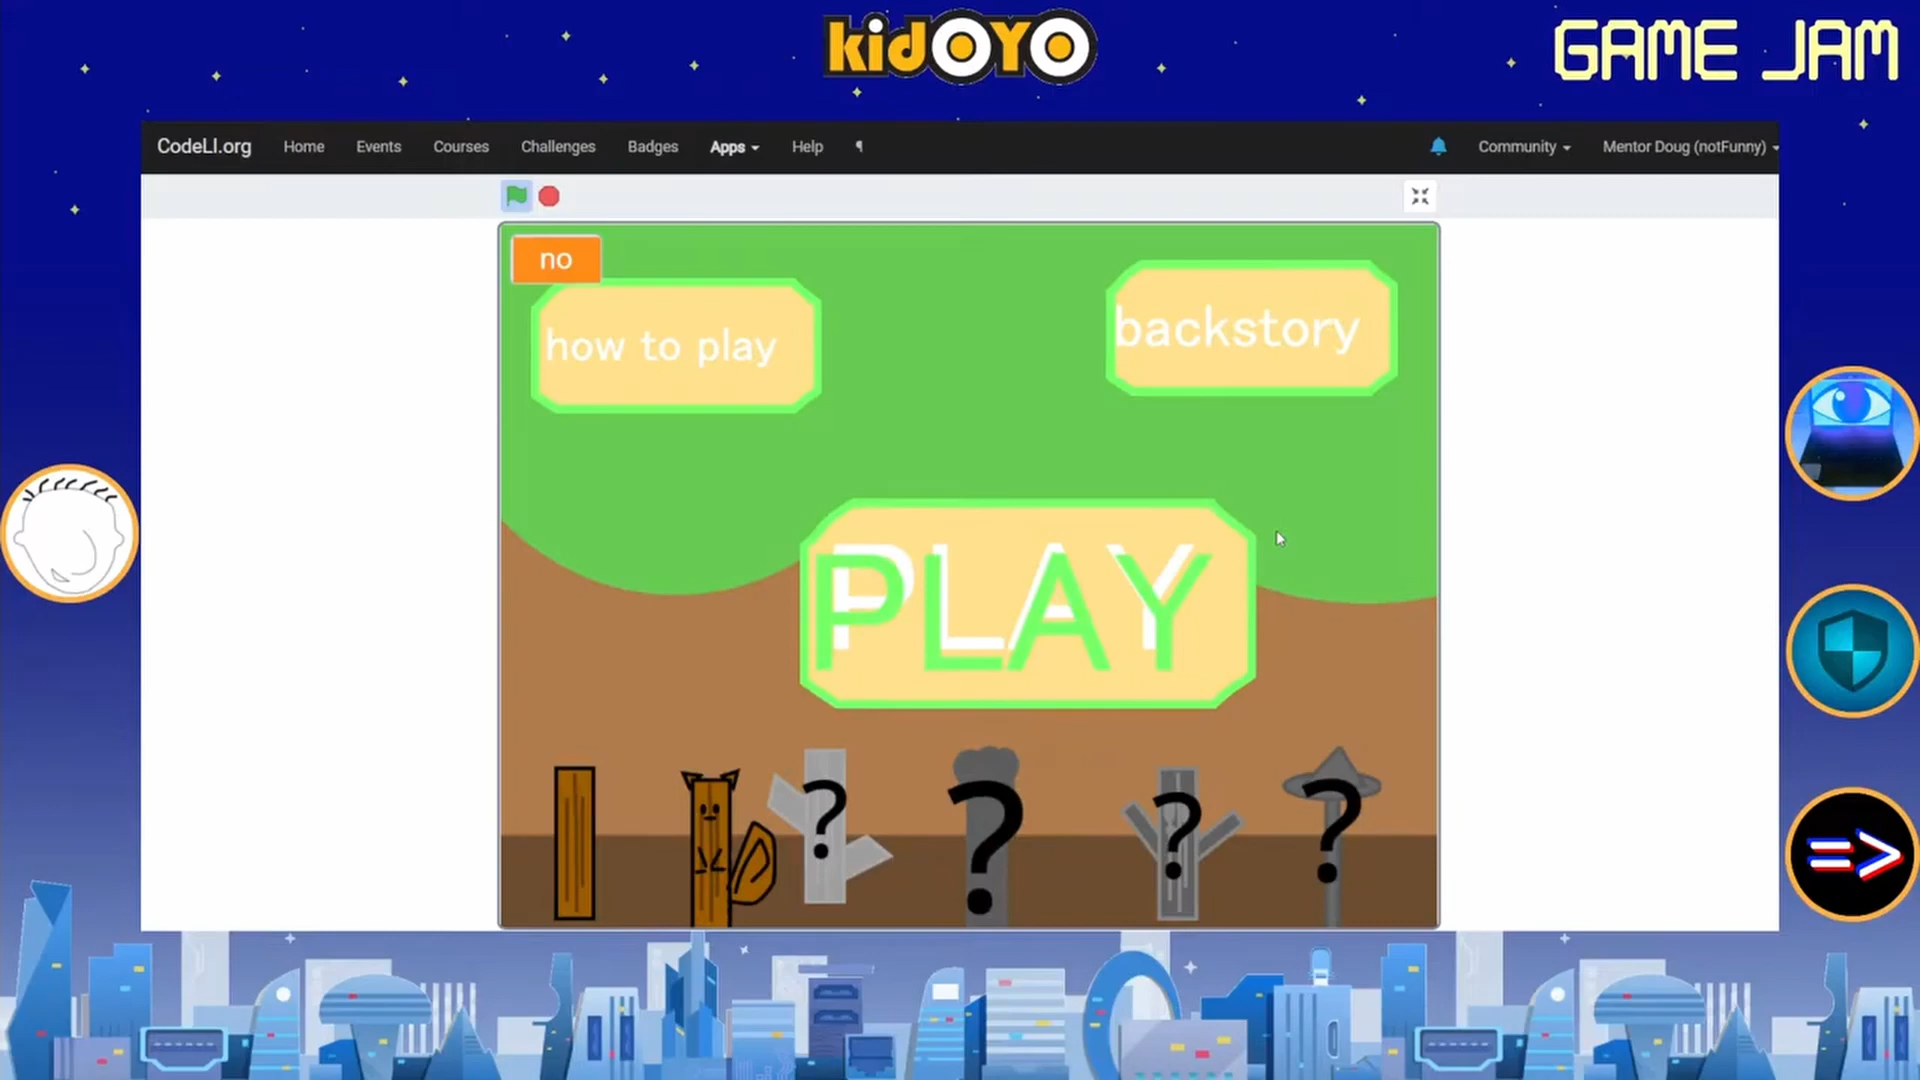 kidOYO
GAME JAM
CodeLI.org Home Events Courses Challenges Badges Apps Help ¶ Community Mentor Doug (notFunny)
no
how to play
backstory
PLAY
? ? ? ?
=>